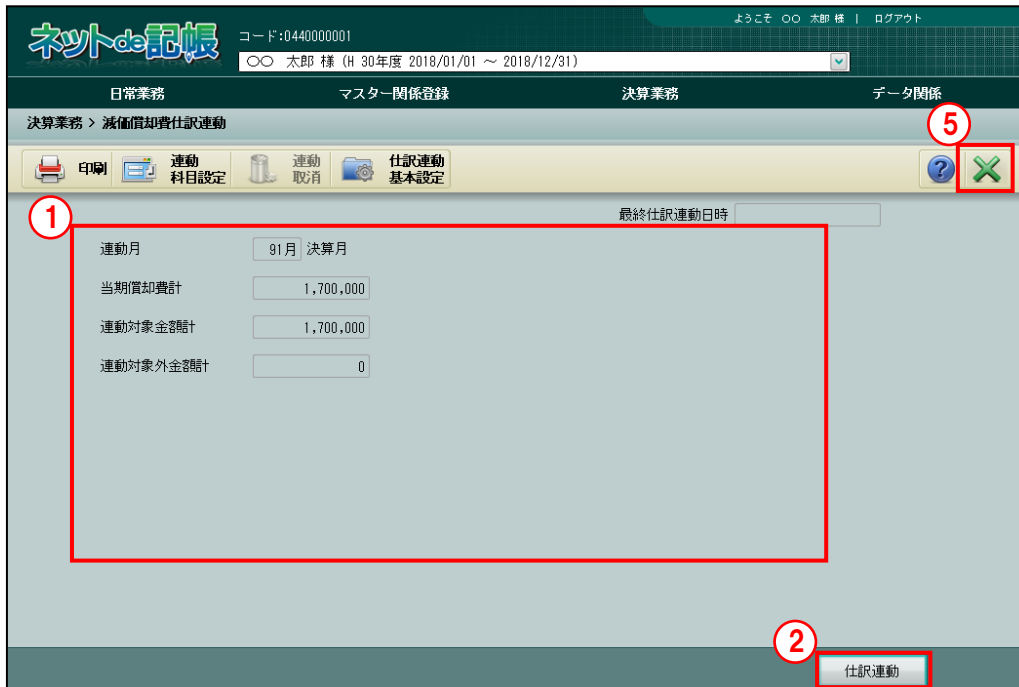 ようこそ ○○ 太郎 様 | ログアウト
ネットde記帳
コード:0440000001
○○ 太郎 様 (H 30年度 2018/01/01 ～ 2018/12/31)
日常業務 マスター関係登録 決算業務 データ関係
決算業務 > 減価償却費仕訳連動
5
印刷 連動科目設定 連動取消 仕訳連動基本設定 ?
1
最終仕訳連動日時
連動月 91月 決算月
当期償却費計 1,700,000
連動対象金額計 1,700,000
連動対象外金額計 0
2
仕訳連動